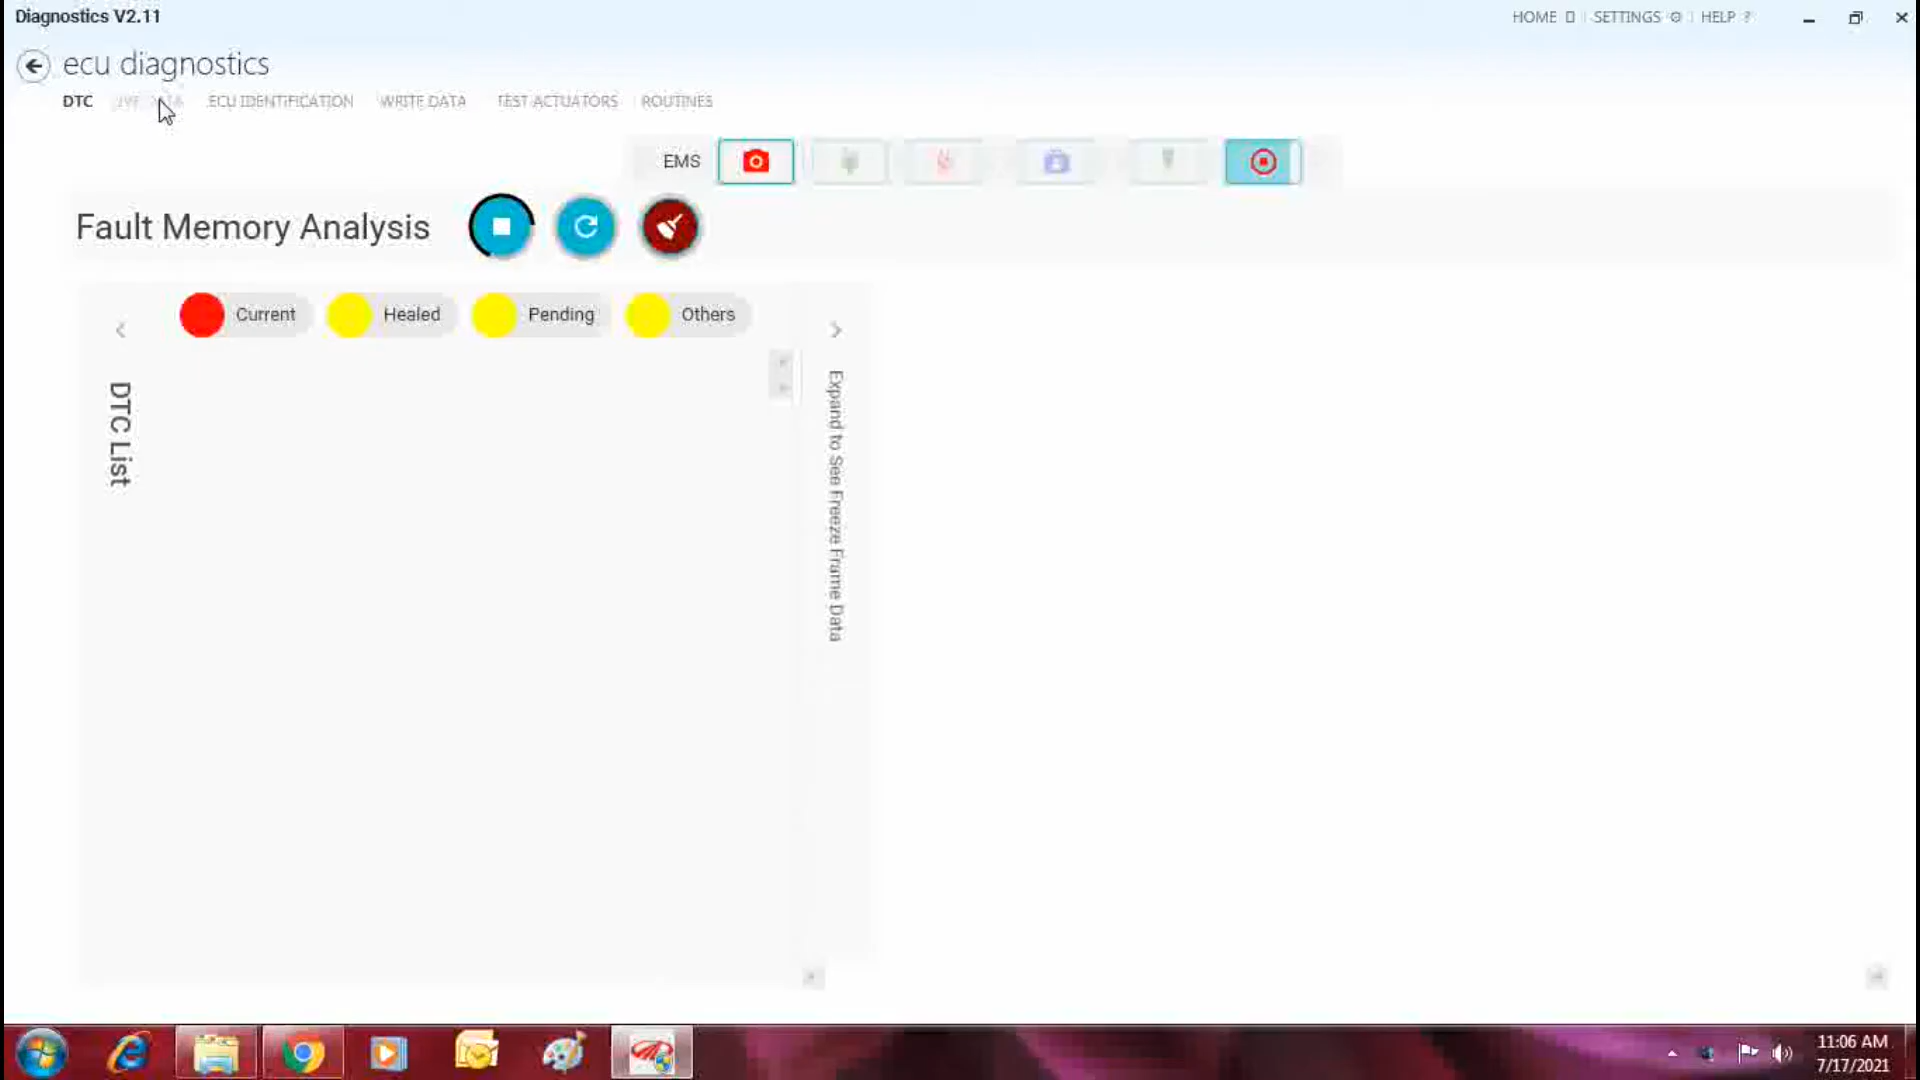 Diagnostics V2.11
HOME SETTINGS HELP ?
ecu diagnostics
DTC LIVE DATA ECU IDENTIFICATION WRITE DATA TEST ACTUATORS ROUTINES
EMS
Fault Memory Analysis
Current Healed Pending Others
DTC List
Expand to See Freeze Frame Data
11:06 AM
7/17/2021